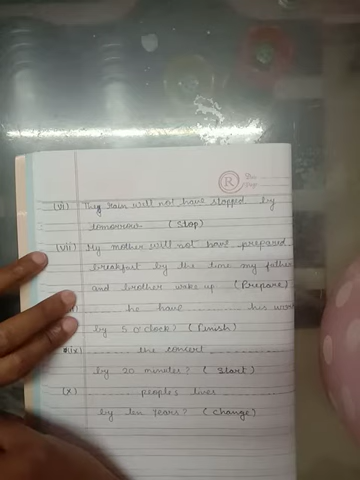 R
(vi) They rain will not have stopped by
tomorrow. (Stop)
(vii) My mother will not have prepared
breakfast by the time my father
and brother wake up. (Prepare)
he have his work
by 5 o'clock? (Finish)
(ix) the concert
by 20 minutes? (Start)
(x) peoples lives
by ten years? (change)